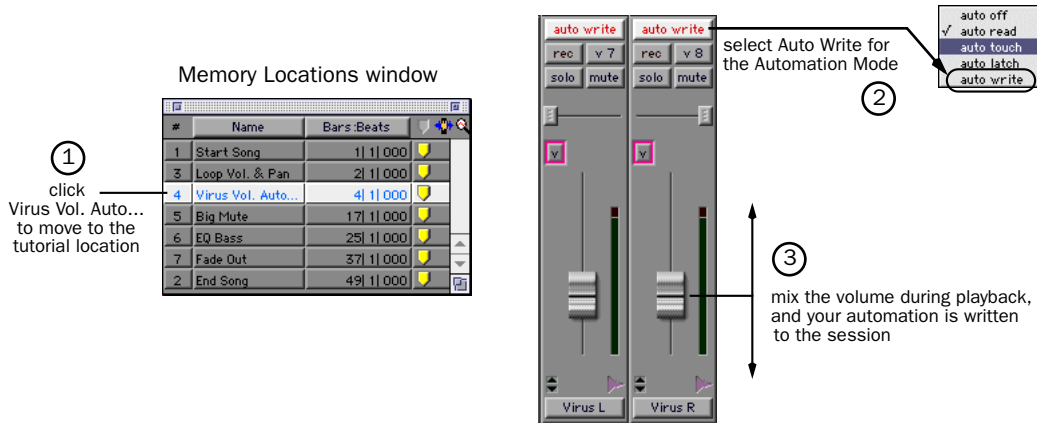 Memory Locations window
# Name Bars:Beats
1 Start Song 1| 1| 000
3 Loop Vol. & Pan 2| 1| 000
4 Virus Vol. Auto... 4| 1| 000
5 Big Mute 17| 1| 000
6 EQ Bass 25| 1| 000
7 Fade Out 37| 1| 000
2 End Song 49| 1| 000
1
click
Virus Vol. Auto...
to move to the
tutorial location
auto write auto write
rec v 7 rec v 8
solo mute solo mute
v v
Virus L Virus R
select Auto Write for
the Automation Mode
2
auto off
✓ auto read
auto touch
auto latch
auto write
3
mix the volume during playback,
and your automation is written
to the session